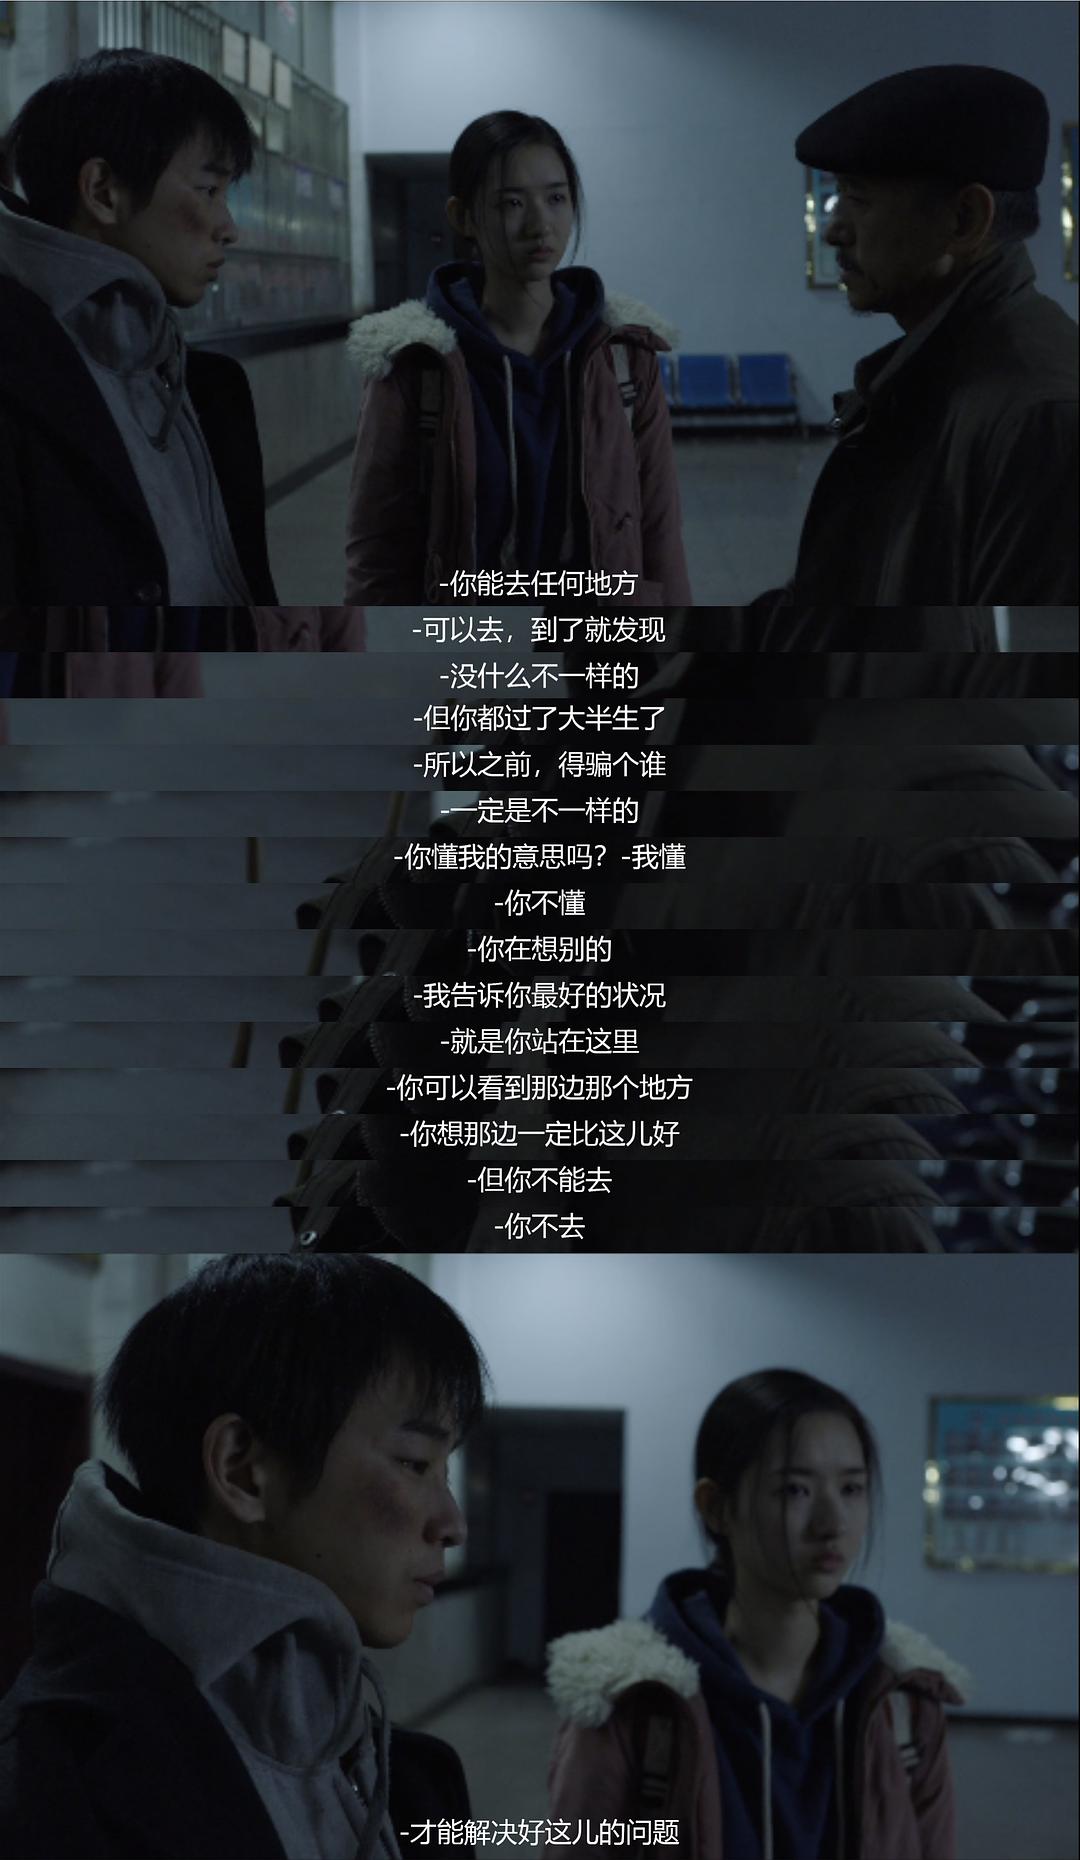 -你能去任何地方
-可以去，到了就发现
-没什么不一样的
-但你都过了大半生了
-所以之前，得骗个谁
-一定是不一样的
-你懂我的意思吗？-我懂
-你不懂
-你在想别的
-我告诉你最好的状况
-就是你站在这里
-你可以看到那边那个地方
-你想那边一定比这儿好
-但你不能去
-你不去
-才能解决好这儿的问题